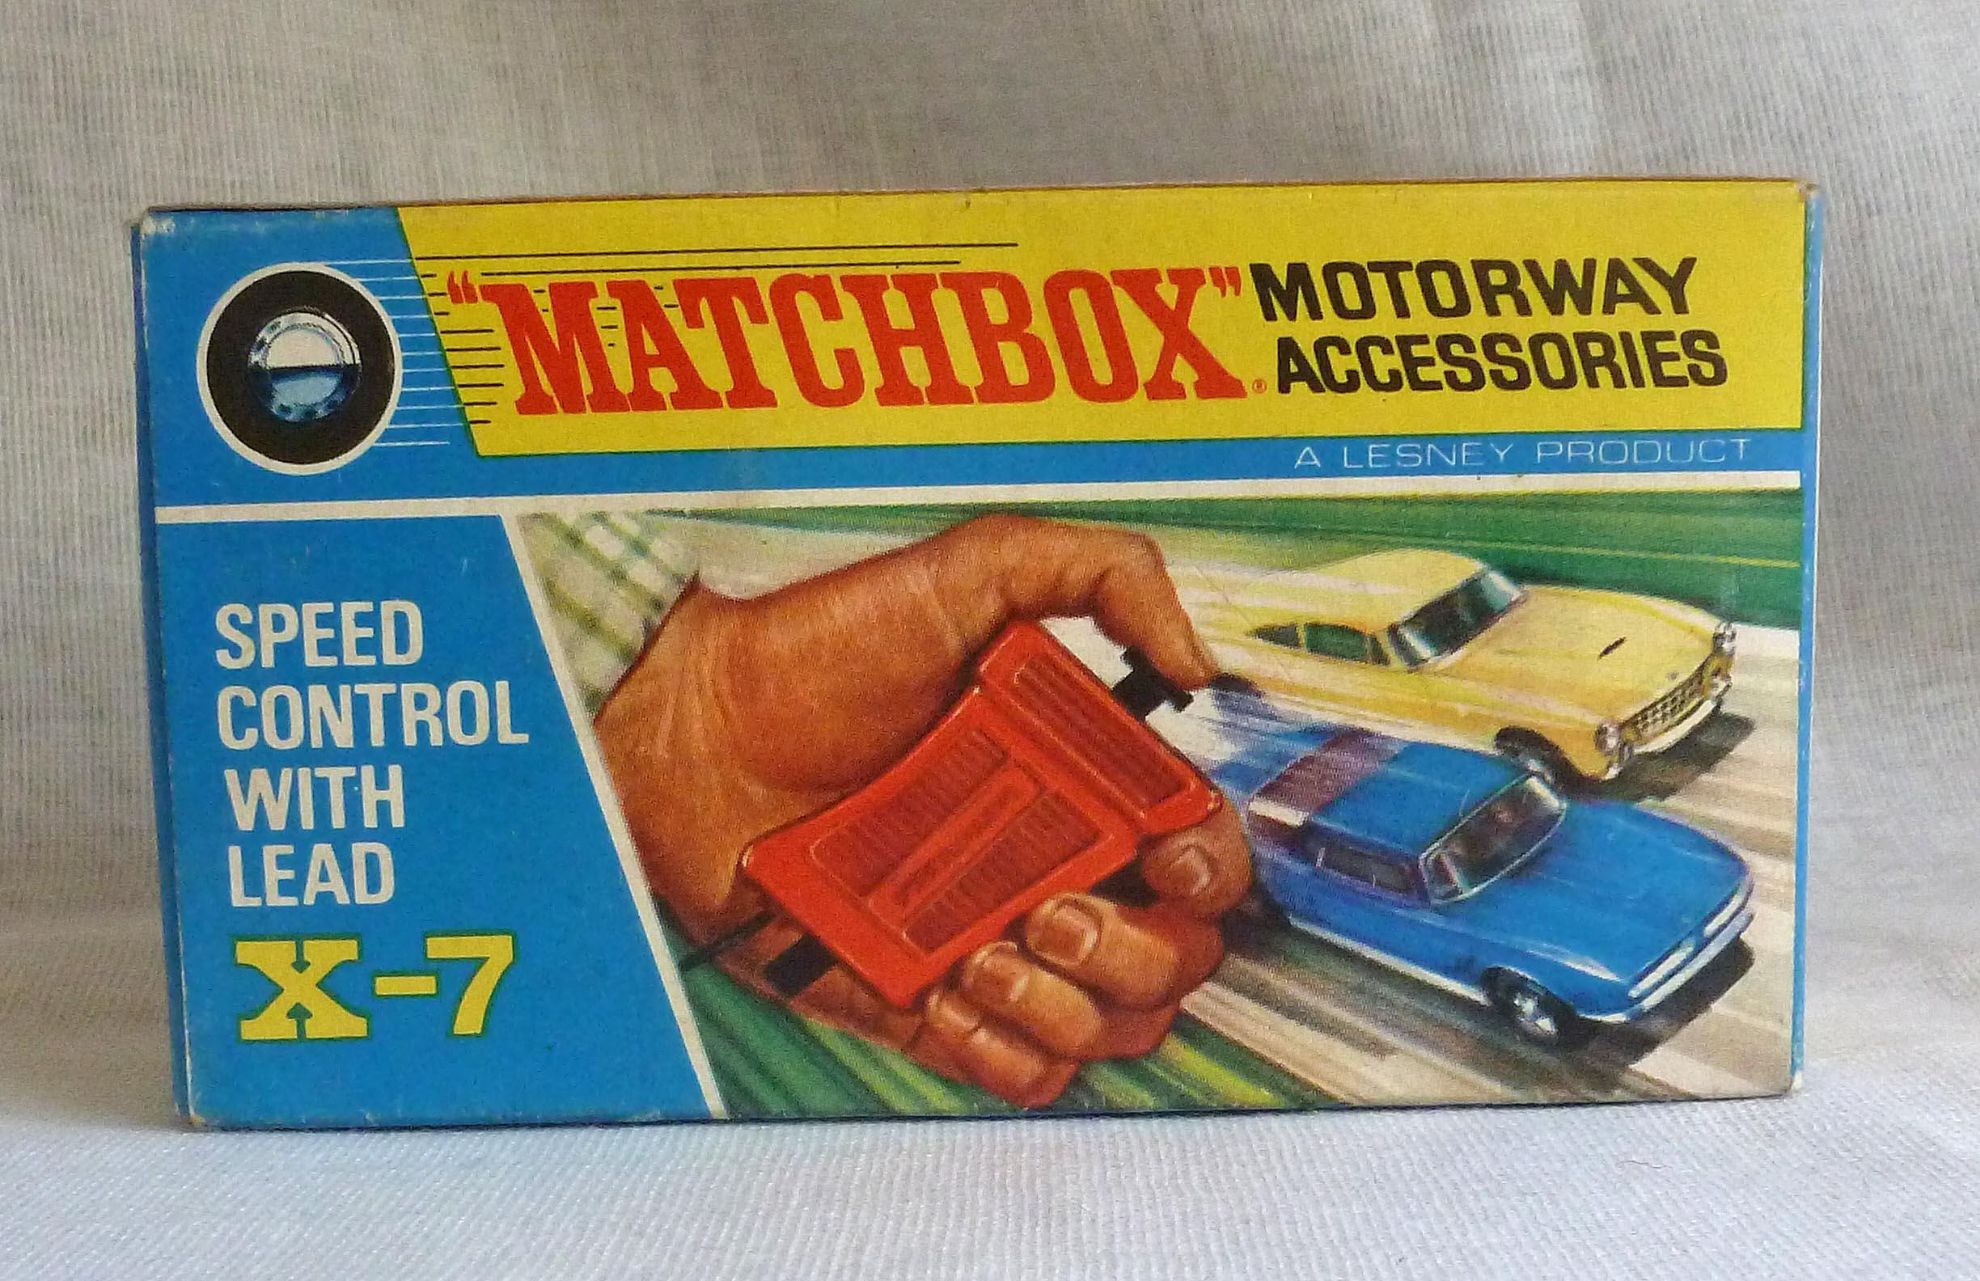 "MATCHBOX"®
MOTORWAY
ACCESSORIES
A LESNEY PRODUCT
SPEED
CONTROL
WITH
LEAD
X-7